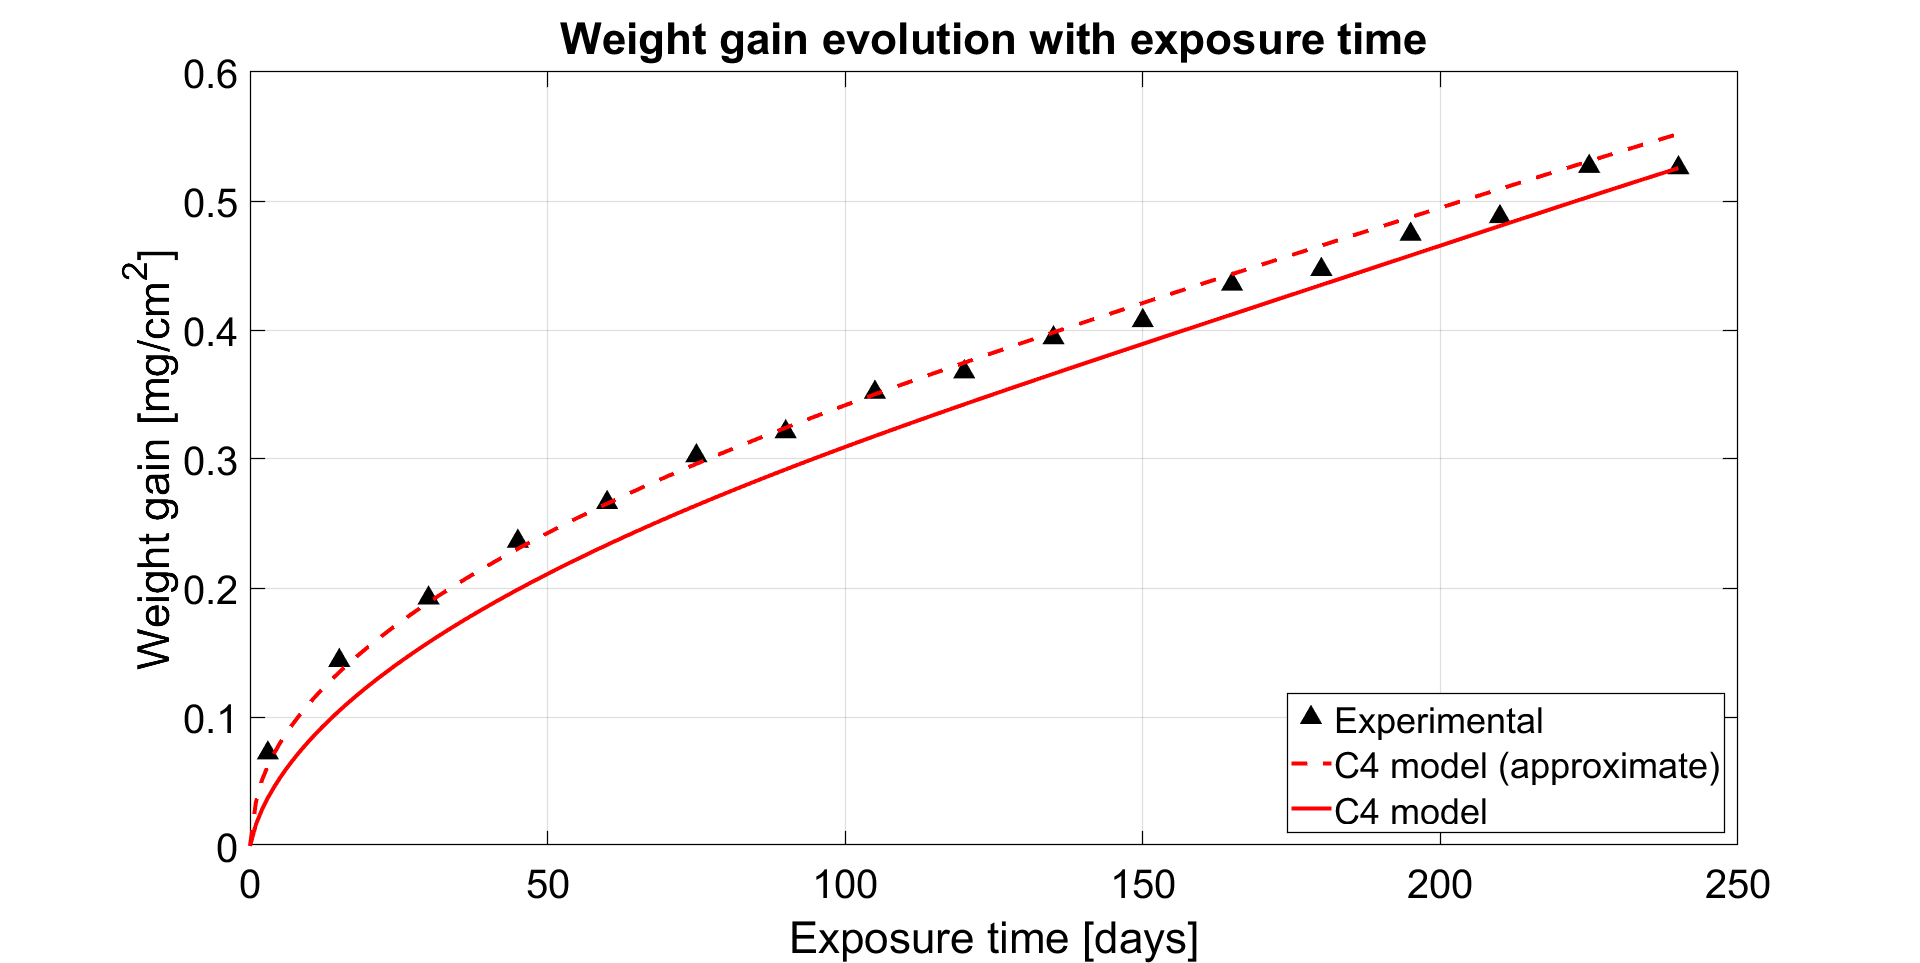 Weight gain evolution with exposure time
Weight gain [mg/cm²]
0.6
0.5
0.4
0.3
0.2
0.1
0
0 50 100 150 200 250
Exposure time [days]
Experimental
C4 model (approximate)
C4 model